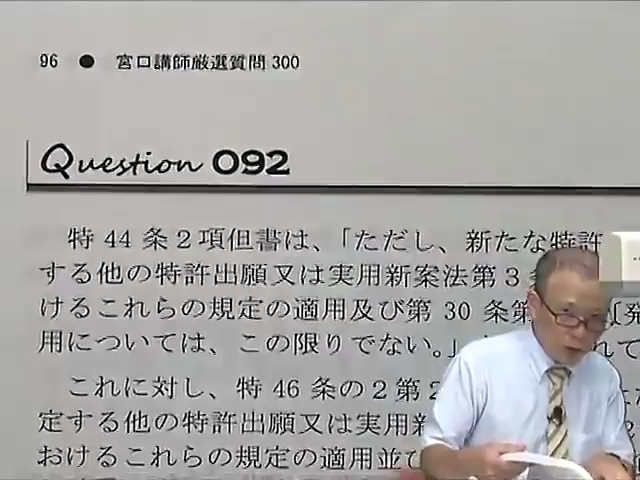 96 ● 宮口講師厳選質問 300
Question 092
特 44 条２項但書は、「ただし、新たな特許
する他の特許出願又は実用新案法第３
けるこれらの規定の適用及び第 30 条第
用については、この限りでない。」
これに対し、特 46 条の２第２
定する他の特許出願又は実用新
おけるこれらの規定の適用並び